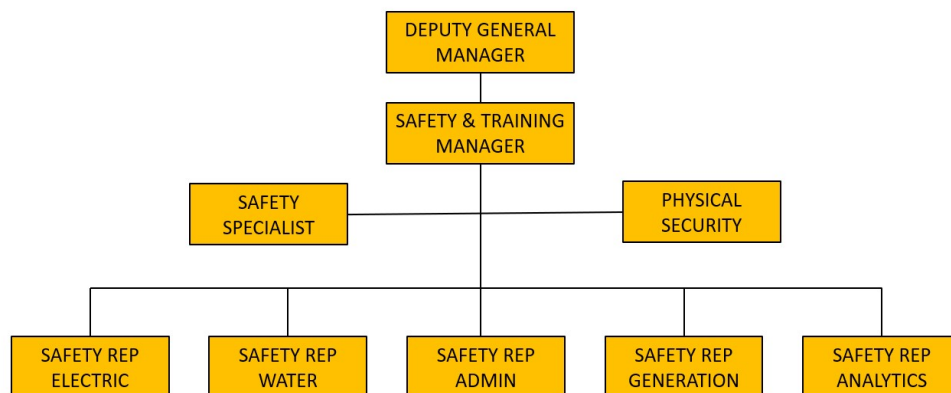 DEPUTY GENERAL
MANAGER
SAFETY & TRAINING
MANAGER
SAFETY
SPECIALIST
PHYSICAL
SECURITY
SAFETY REP
ELECTRIC
SAFETY REP
WATER
SAFETY REP
ADMIN
SAFETY REP
GENERATION
SAFETY REP
ANALYTICS